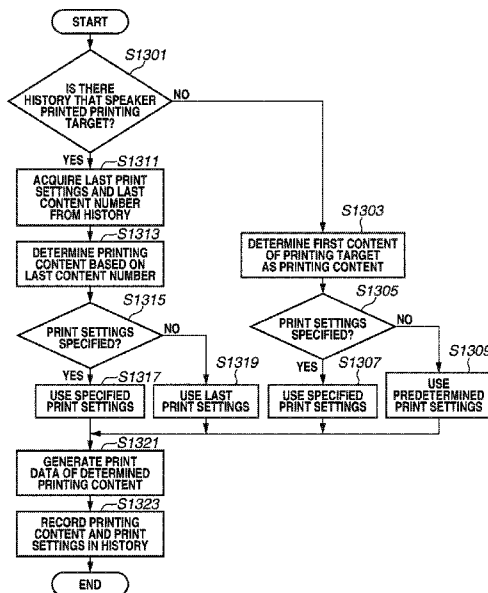 START
S1301
IS THERE
HISTORY THAT SPEAKER
PRINTED PRINTING
TARGET?
NO
YES
S1311
ACQUIRE LAST PRINT
SETTINGS AND LAST
CONTENT NUMBER
FROM HISTORY
S1313
DETERMINE PRINTING
CONTENT BASED ON
LAST CONTENT NUMBER
S1315
PRINT SETTINGS
SPECIFIED?
NO
YES
S1317
USE SPECIFIED
PRINT SETTINGS
S1319
USE LAST
PRINT SETTINGS
S1303
DETERMINE FIRST CONTENT
OF PRINTING TARGET
AS PRINTING CONTENT
S1305
PRINT SETTINGS
SPECIFIED?
NO
YES
S1307
USE SPECIFIED
PRINT SETTINGS
S1309
USE
PREDETERMINED
PRINT SETTINGS
S1321
GENERATE PRINT
DATA OF DETERMINED
PRINTING CONTENT
S1323
RECORD PRINTING
CONTENT AND PRINT
SETTINGS IN HISTORY
END